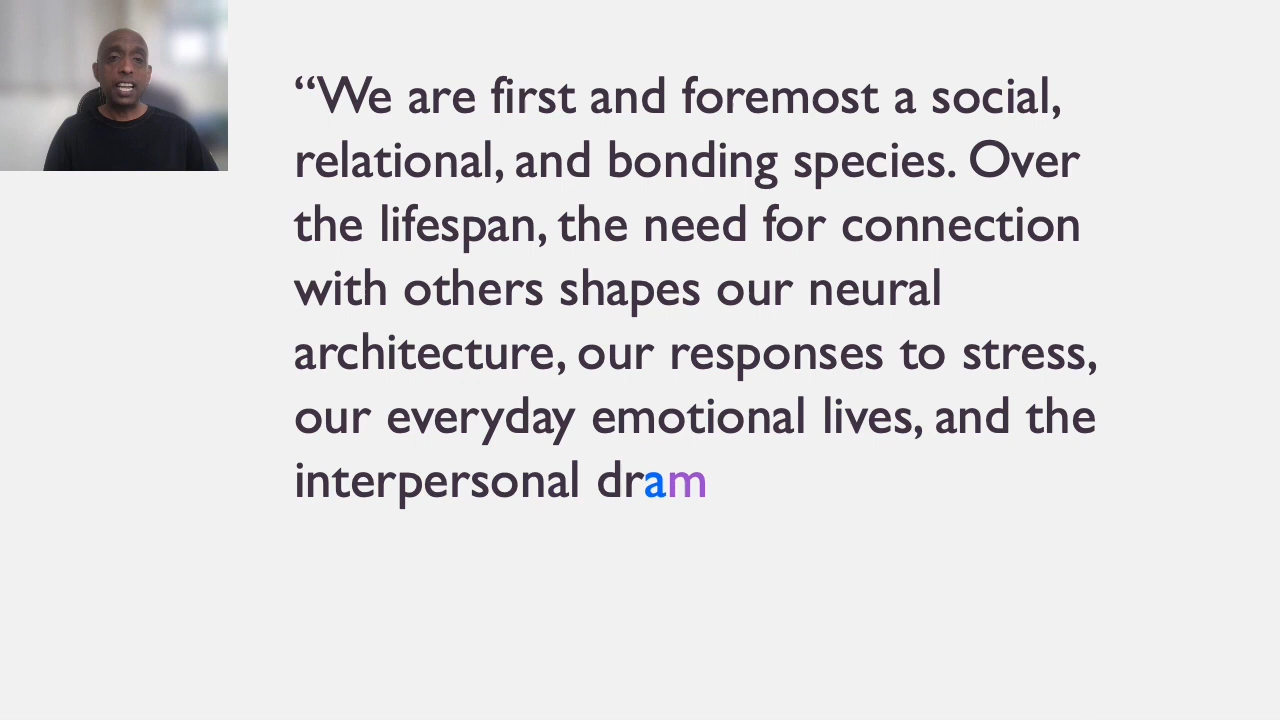 “We are first and foremost a social,
relational, and bonding species. Over
the lifespan, the need for connection
with others shapes our neural
architecture, our responses to stress,
our everyday emotional lives, and the
interpersonal dram